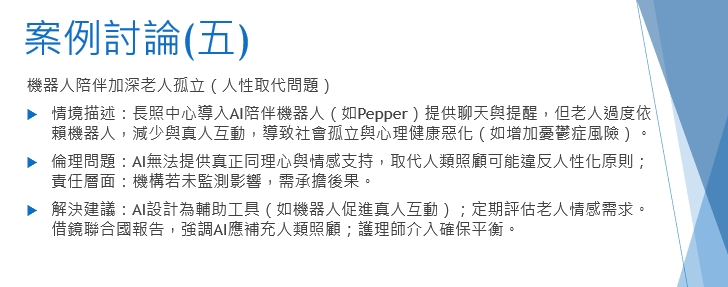 案例討論(五)
機器人陪伴加深老人孤立（人性取代問題）
情境描述：長照中心導入AI陪伴機器人（如Pepper）提供聊天與提醒，但老人過度依
賴機器人，減少與真人互動，導致社會孤立與心理健康惡化（如增加憂鬱症風險）。
倫理問題：AI無法提供真正同理心與情感支持，取代人類照顧可能違反人性化原則；
責任層面：機構若未監測影響，需承擔後果。
解決建議：AI設計為輔助工具（如機器人促進真人互動）；定期評估老人情感需求。
借鏡聯合國報告，強調AI應補充人類照顧；護理師介入確保平衡。